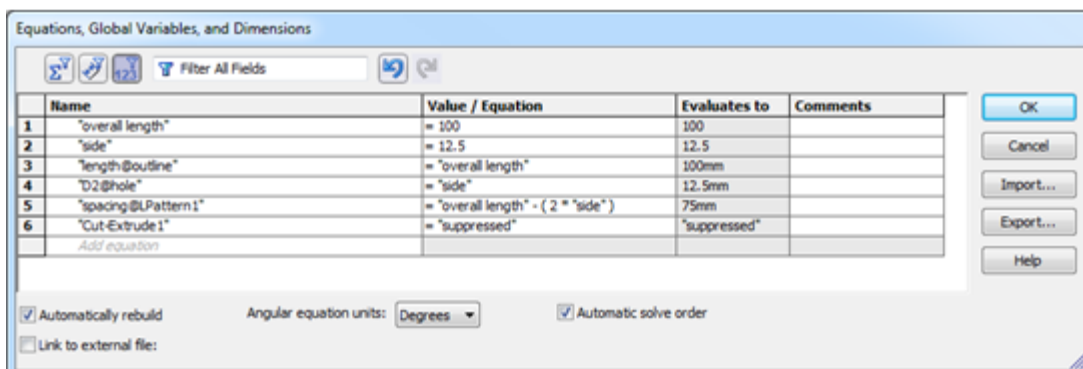 Equations, Global Variables, and Dimensions
Filter All Fields
Name Value / Equation Evaluates to Comments
1 "overall length" = 100 100
2 "side" = 12.5 12.5
3 "length@outline" = "overall length" 100mm
4 "D2@hole" = "side" 12.5mm
5 "spacing@LPattern1" = "overall length" - ( 2 * "side" ) 75mm
6 "Cut-Extrude1" = "suppressed" "suppressed"
Add equation
OK
Cancel
Import...
Export...
Help
Automatically rebuild Angular equation units: Degrees Automatic solve order
Link to external file: